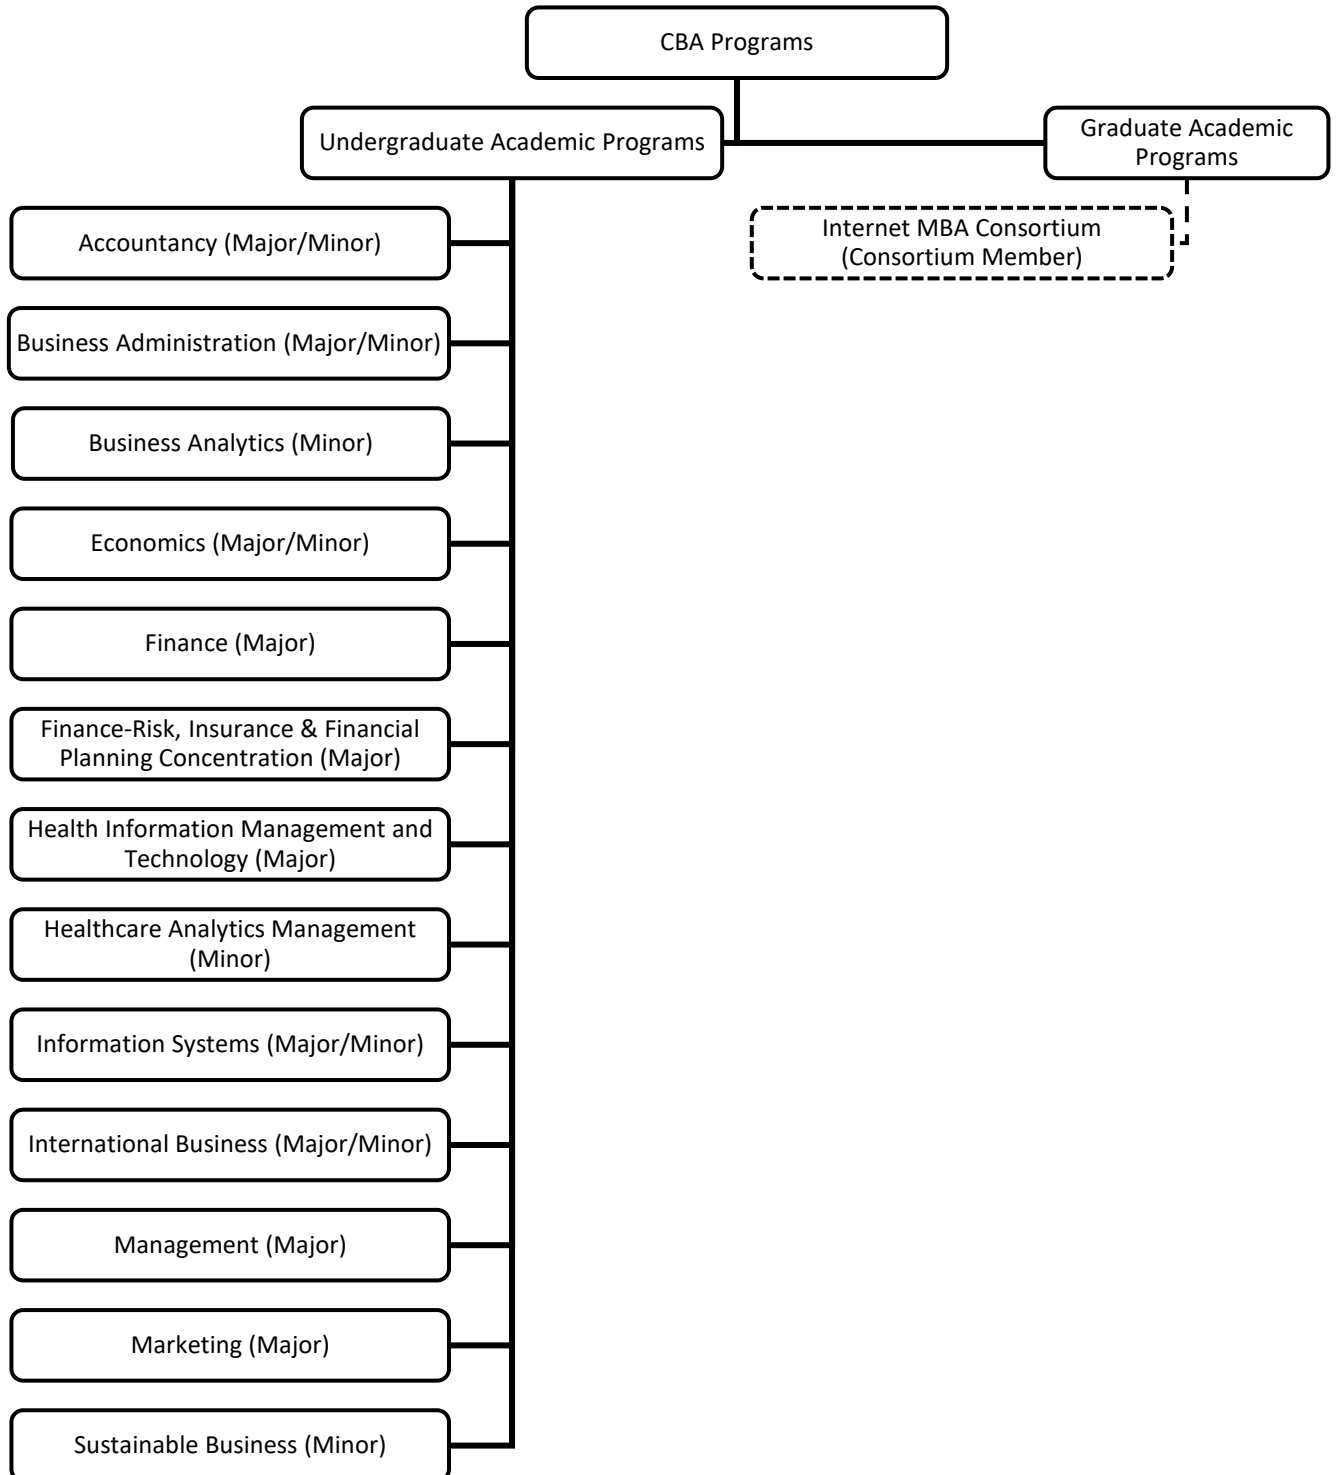 CBA Programs
Undergraduate Academic Programs
Graduate Academic
Programs
Internet MBA Consortium
(Consortium Member)
Accountancy (Major/Minor)
Business Administration (Major/Minor)
Business Analytics (Minor)
Economics (Major/Minor)
Finance (Major)
Finance-Risk, Insurance & Financial
Planning Concentration (Major)
Health Information Management and
Technology (Major)
Healthcare Analytics Management
(Minor)
Information Systems (Major/Minor)
International Business (Major/Minor)
Management (Major)
Marketing (Major)
Sustainable Business (Minor)